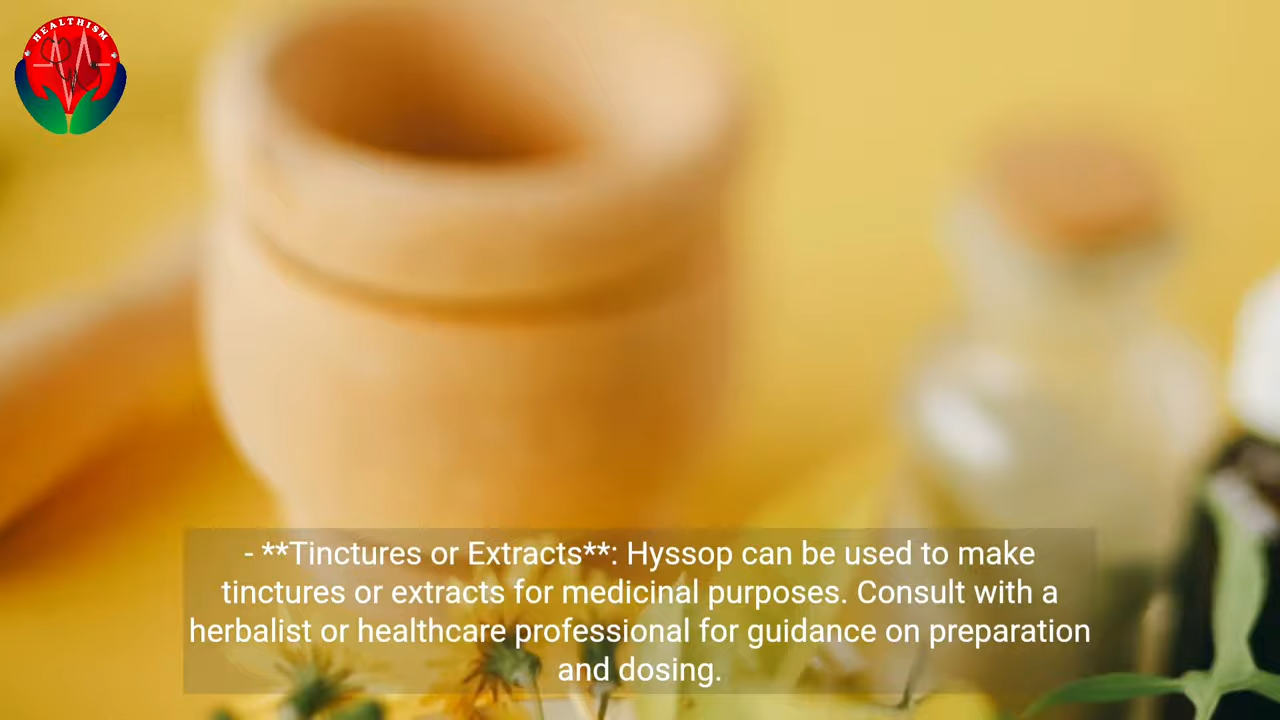 HEALTHISM
- **Tinctures or Extracts**: Hyssop can be used to make
tinctures or extracts for medicinal purposes. Consult with a
herbalist or healthcare professional for guidance on preparation
and dosing.